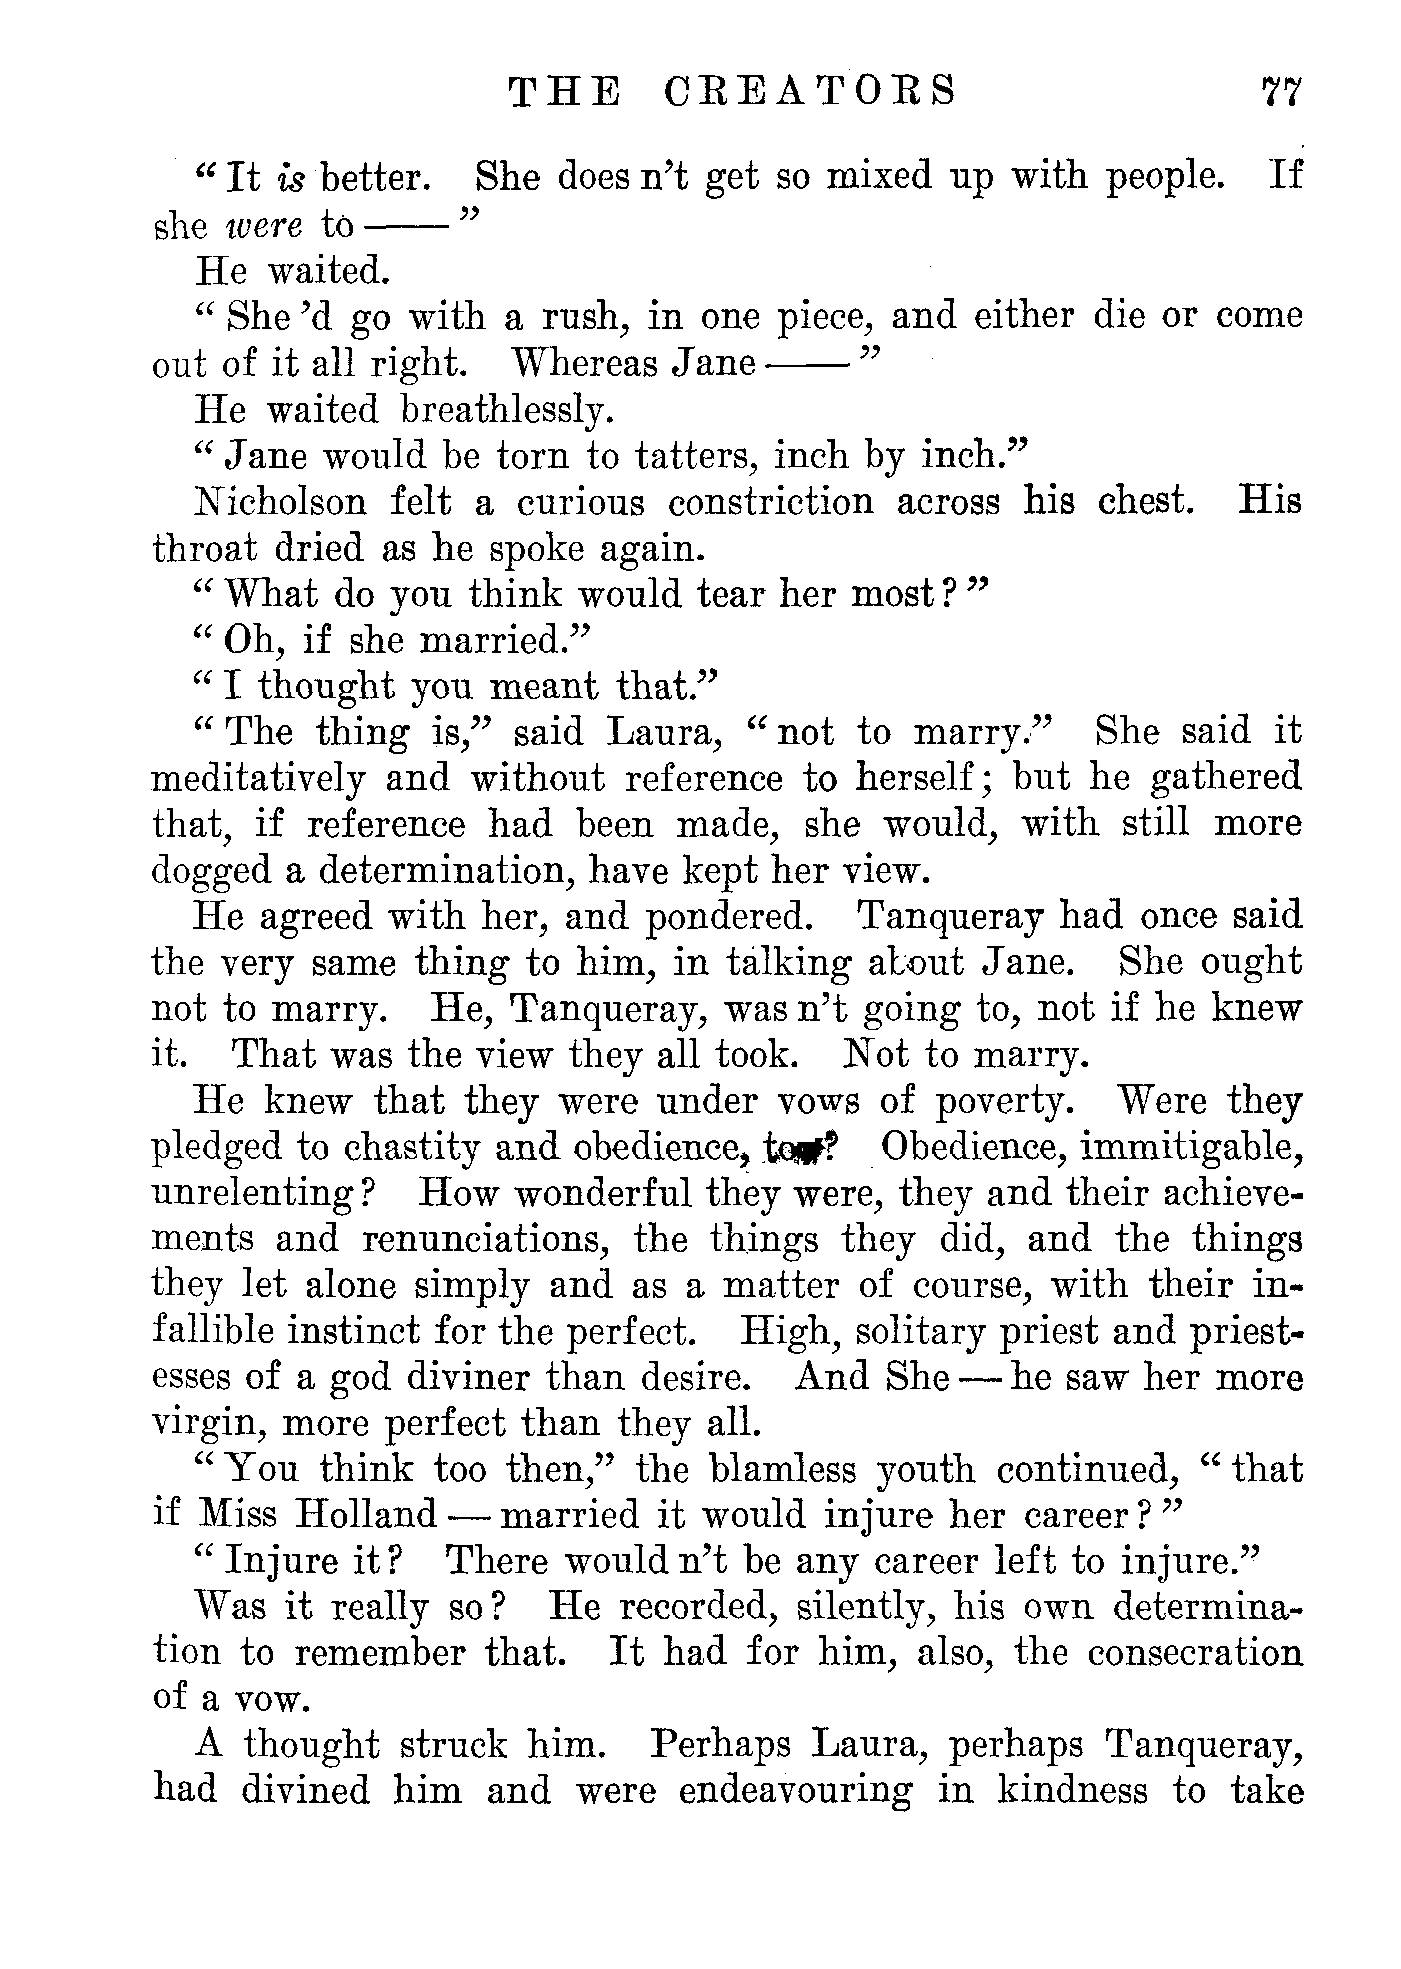 THE CREATORS 77
“ It is better. She does n’t get so mixed up with people. If
she were to —— ”
He waited.
“ She ’d go with a rush, in one piece, and either die or come
out of it all right. Whereas Jane —— ”
He waited breathlessly.
“ Jane would be torn to tatters, inch by inch.”
Nicholson felt a curious constriction across his chest. His
throat dried as he spoke again.
“ What do you think would tear her most ? ”
“ Oh, if she married.”
“ I thought you meant that.”
“ The thing is,” said Laura, “ not to marry.” She said it
meditatively and without reference to herself ; but he gathered
that, if reference had been made, she would, with still more
dogged a determination, have kept her view.
He agreed with her, and pondered. Tanqueray had once said
the very same thing to him, in talking about Jane. She ought
not to marry. He, Tanqueray, was n’t going to, not if he knew
it. That was the view they all took. Not to marry.
He knew that they were under vows of poverty. Were they
pledged to chastity and obedience, ? Obedience, immitigable,
unrelenting ? How wonderful they were, they and their achieve-
ments and renunciations, the things they did, and the things
they let alone simply and as a matter of course, with their in-
fallible instinct for the perfect. High, solitary priest and priest-
esses of a god diviner than desire. And She — he saw her more
virgin, more perfect than they all.
“ You think too then,” the blameless youth continued, “ that
if Miss Holland — married it would injure her career ? ”
“ Injure it ? There would n’t be any career left to injure.”
Was it really so ? He recorded, silently, his own determina-
tion to remember that. It had for him, also, the consecration
of a vow.
A thought struck him. Perhaps Laura, perhaps Tanqueray,
had divined him and were endeavouring in kindness to take